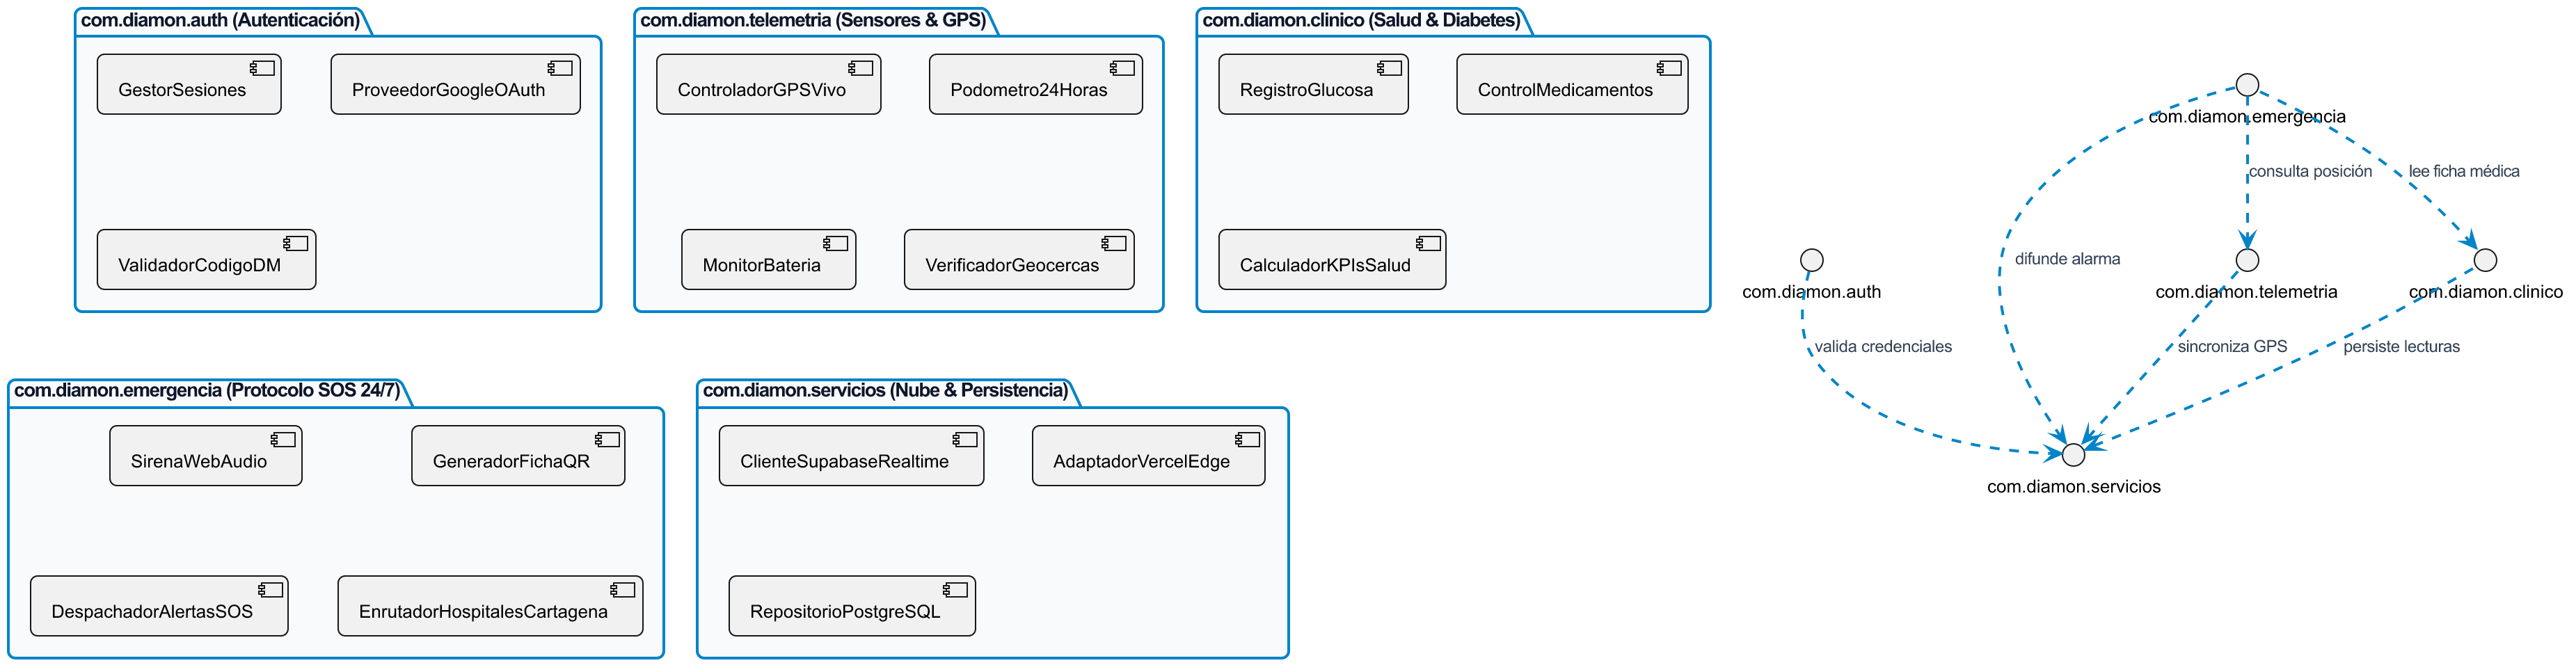 com.diamon.auth (Autenticación)
GestorSesiones
ProveedorGoogleOAuth
ValidadorCodigoDM
com.diamon.telemetria (Sensores & GPS)
ControladorGPSVivo
Podometro24Horas
MonitorBateria
VerificadorGeocercas
com.diamon.clinico (Salud & Diabetes)
RegistroGlucosa
ControlMedicamentos
CalculadorKPIsSalud
com.diamon.emergencia (Protocolo SOS 24/7)
SirenaWebAudio
GeneradorFichaQR
DespachadorAlertasSOS
EnrutadorHospitalesCartagena
com.diamon.servicios (Nube & Persistencia)
ClienteSupabaseRealtime
AdaptadorVercelEdge
RepositorioPostgreSQL
com.diamon.emergencia
consulta posición
lee ficha médica
difunde alarma
com.diamon.auth
com.diamon.telemetria
com.diamon.clinico
valida credenciales
sincroniza GPS
persiste lecturas
com.diamon.servicios